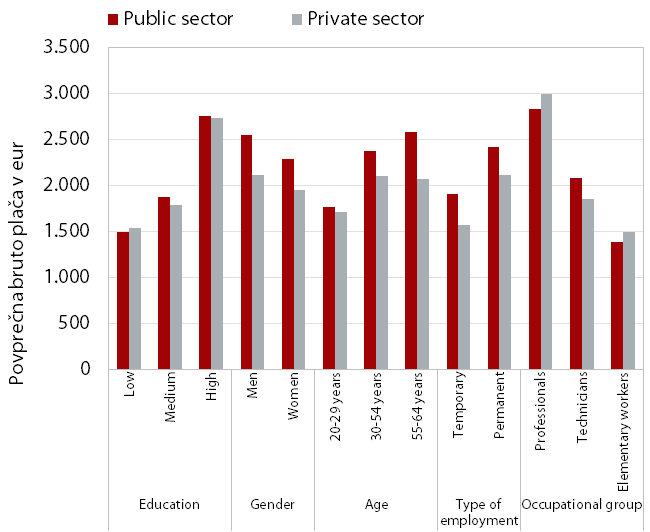 Public sector
Private sector
Povprečna bruto plača v eur
3.500
3.000
2.500
2.000
1.500
1.000
500
0
Low
Medium
High
Men
Women
20-29 years
30-54 years
55-64 years
Temporary
Permanent
Professionals
Technicians
Elementary workers
Education
Gender
Age
Type of
employment
Occupational group